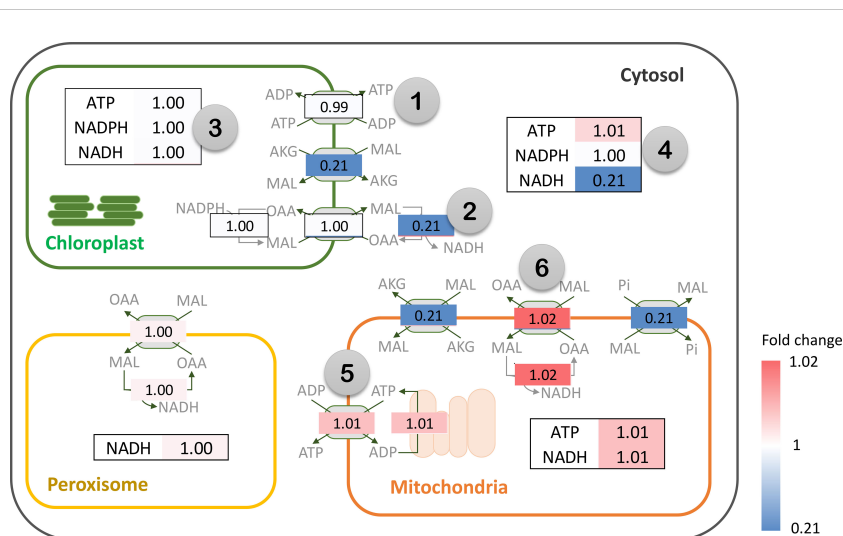 Cytosol
ADP
ATP
0.99
ATP
ADP
1
ATP 1.00
NADPH 1.00
NADH 1.00
3
ATP 1.01
NADPH 1.00
NADH 0.21
4
AKG
MAL
0.21
MAL
AKG
NADPH
OAA
MAL
1.00
1.00
0.21
2
MAL
OAA
NADH
Chloroplast
6
AKG
MAL
OAA
MAL
Pi
MAL
0.21
1.02
0.21
MAL
AKG
MAL
OAA
MAL
Pi
1.02
NADH
OAA
MAL
1.00
MAL
OAA
1.00
NADH
NADH 1.00
Peroxisome
5
ADP
ATP
1.01
1.01
ATP
ADP
ATP 1.01
NADH 1.01
Mitochondria
Fold change
1.02
1
0.21